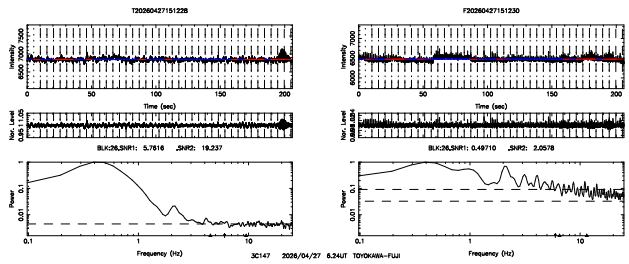 T20260427151228
F20260427151230
Intensity
6000 6500 7000 7500
0 50 100 150 200
Time (sec)
Intensity
6000 6500 7000
0 50 100 150 200
Time (sec)
Nor. Level
0.95 11.05
Nor. Level
BLK:26,SNR1: 5.7616 ,SNR2: 19.237
BLK:26,SNR1: 0.49710 ,SNR2: 2.0578
Power
0.01 0.1 1
0.1 1 10
Frequency (Hz)
Power
0.01 0.1 1
0.1 1 10
Frequency (Hz)
3C147 2026/04/27 6.24UT TOYOKAWA-FUJI